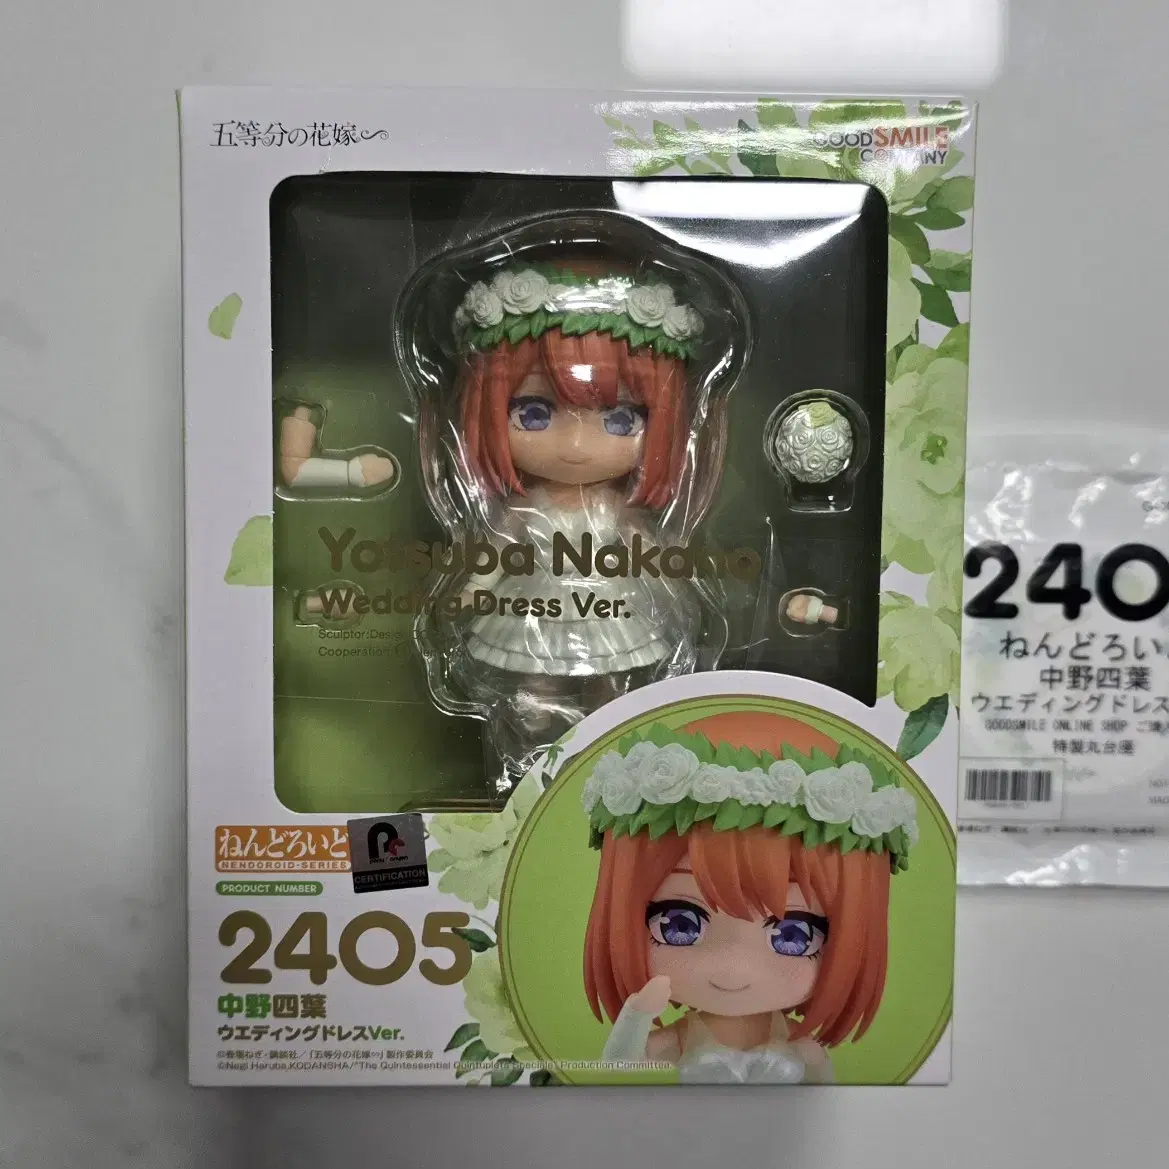 五等分の花嫁∽
GOODSMILE
COMPANY
Yotsuba Nakano
Wedding Dress Ver.
Cooperation:
ねんどろいど
NENDOROID-SERIES
CERTIFICATION
PRODUCT NUMBER
2405
中野四葉
ウエディングドレスVer.
©春場ねぎ・講談社/「五等分の花嫁∽」製作委員会
©Negi Haruba,KODANSHA/"The Quintessential Quintuplets Specials" Production Committee.
240
ねんどろい
中野四葉
ウエディングドレス
GOODSMILE ONLINE SHOP ご購
特製丸台座